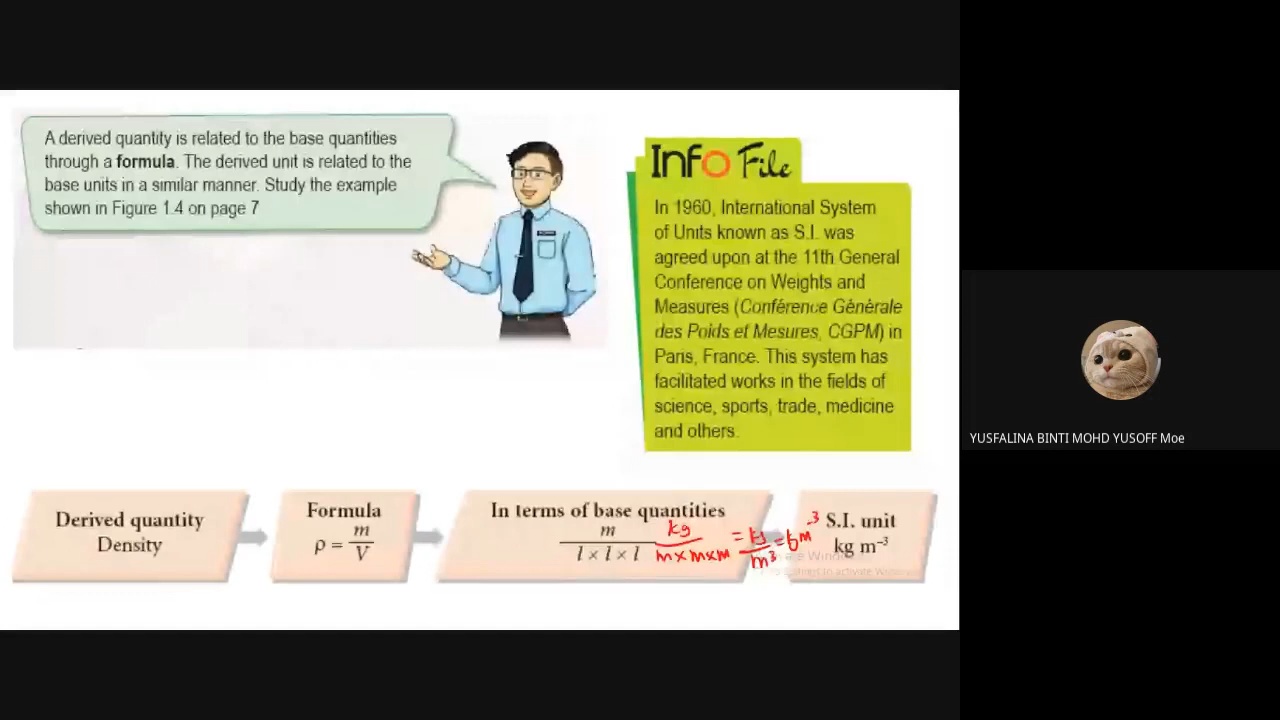 A derived quantity is related to the base quantities
through a formula. The derived unit is related to the
base units in a similar manner. Study the example
shown in Figure 1.4 on page 7
Info File
In 1960, International System
of Units known as S.I. was
agreed upon at the 11th General
Conference on Weights and
Measures (Conférence Générale
des Poids et Mesures, CGPM) in
Paris, France. This system has
facilitated works in the fields of
science, sports, trade, medicine
and others.
Derived quantity
Density
Formula
ρ = m/V
In terms of base quantities
m / l × l × l
kg / m × m × m = kg / m³ =
S.I. unit
kg m⁻³
YUSFALINA BINTI MOHD YUSOFF Moe